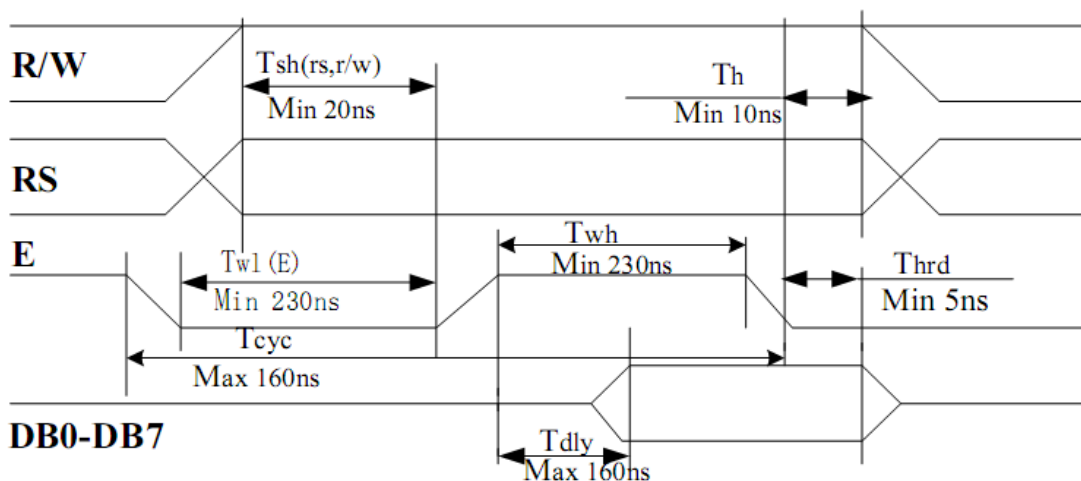 R/W
Tsh(rs,r/w)
Min 20ns
Th
Min 10ns
RS
E
Twl(E)
Min 230ns
Twh
Min 230ns
Thrd
Min 5ns
Tcyc
Max 160ns
DB0-DB7
Tdly
Max 160ns